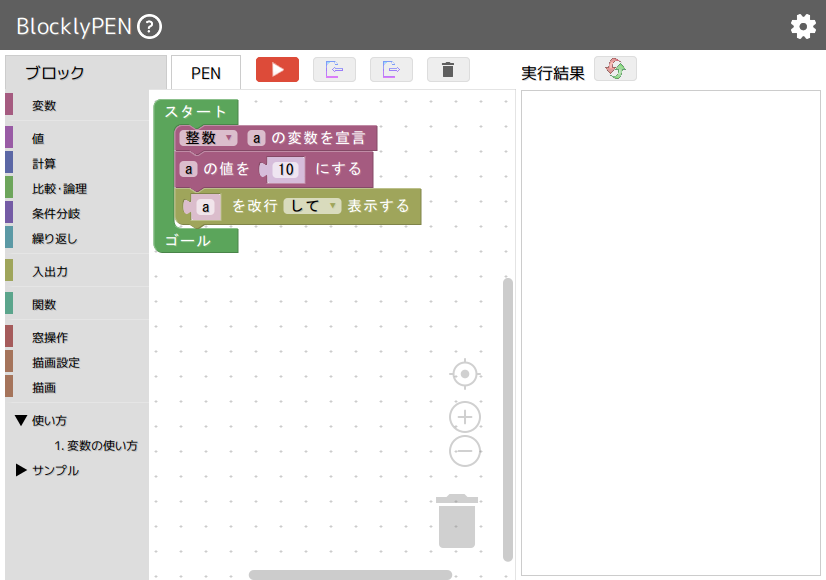 BlocklyPEN ?
ブロック
PEN
実行結果
変数
値
計算
比較・論理
条件分岐
繰り返し
入出力
関数
窓操作
描画設定
描画
使い方
1. 変数の使い方
サンプル
スタート
整数 a の変数を宣言
a の値を 10 にする
a を改行 して 表示する
ゴール